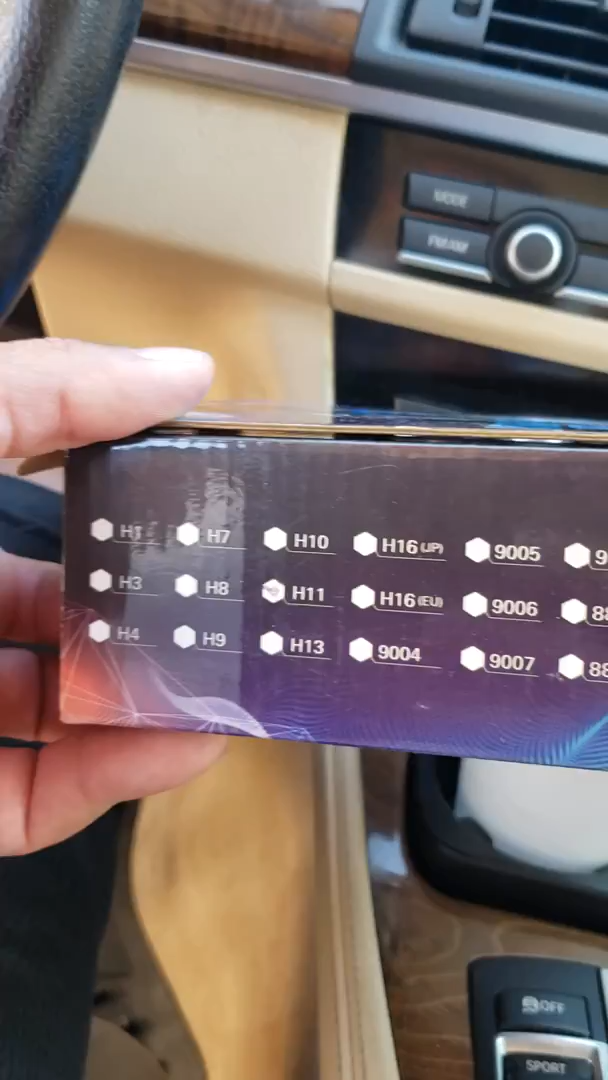 MODE
FM/AM
H1 H7 H10 H16 (JP) 9005
H3 H8 H11 H16 (EU) 9006
H4 H9 H13 9004 9007
OFF
SPORT